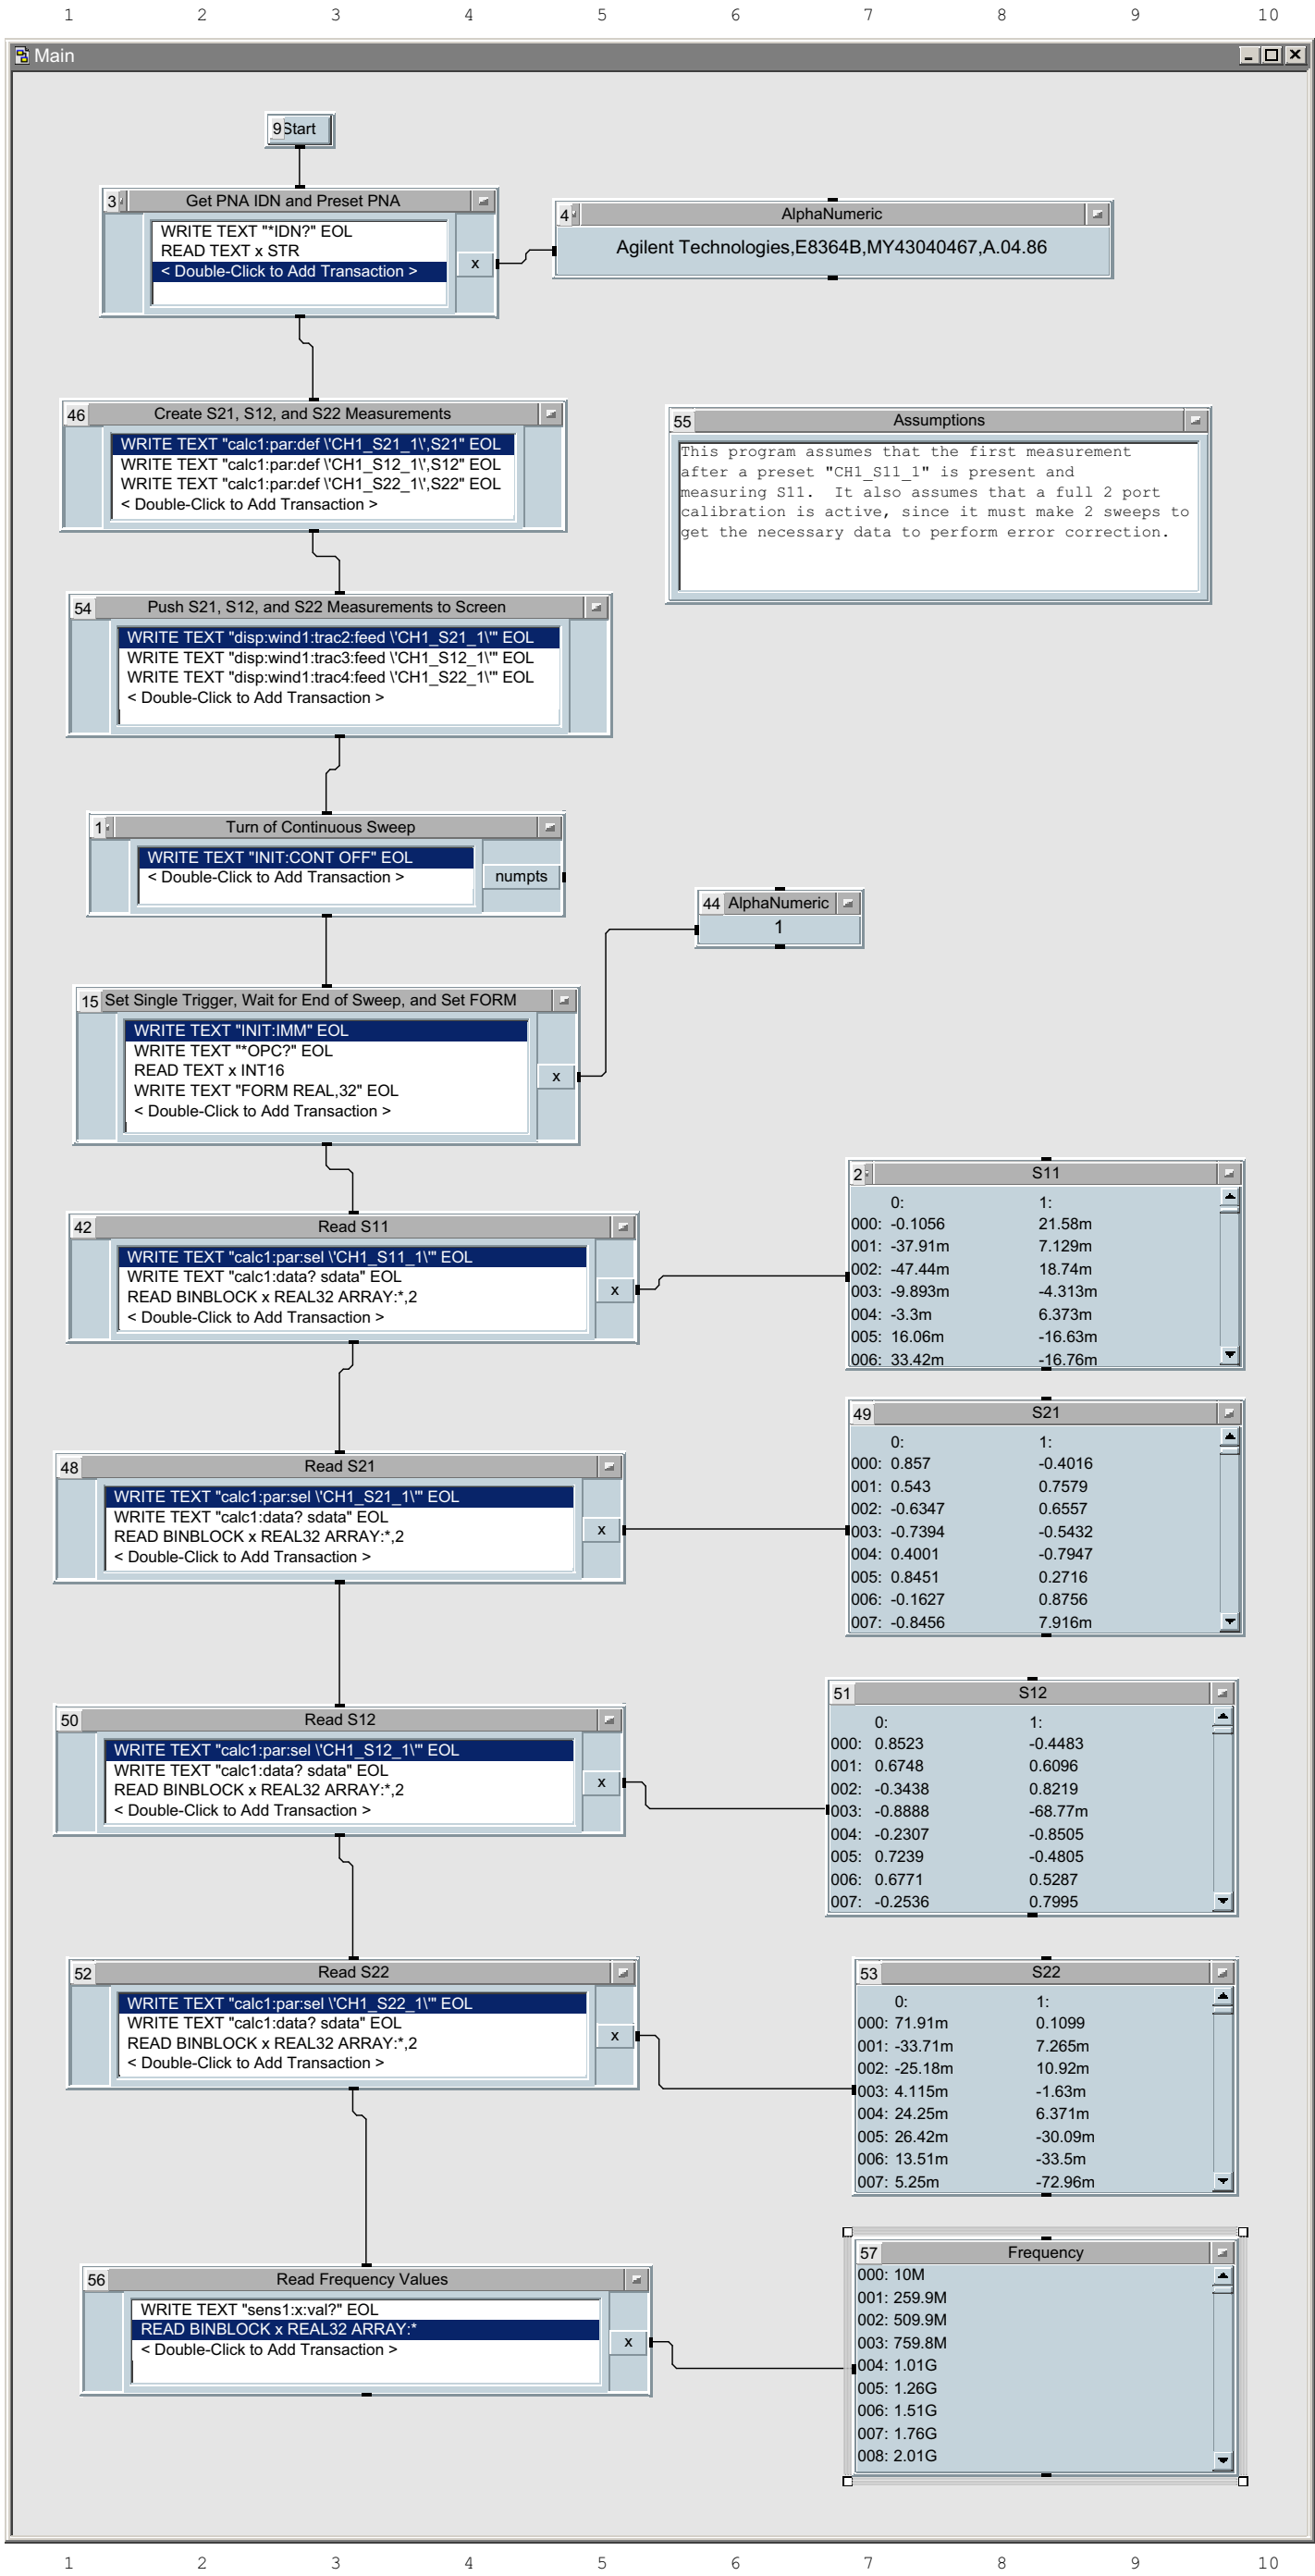 1 2 3 4 5 6 7 8 9 10
Main
9 Start
3 Get PNA IDN and Preset PNA
WRITE TEXT "*IDN?" EOL
READ TEXT x STR
< Double-Click to Add Transaction >
x
4 AlphaNumeric
Agilent Technologies,E8364B,MY43040467,A.04.86
46 Create S21, S12, and S22 Measurements
WRITE TEXT "calc1:par:def \'CH1_S21_1\',S21" EOL
WRITE TEXT "calc1:par:def \'CH1_S12_1\',S12" EOL
WRITE TEXT "calc1:par:def \'CH1_S22_1\',S22" EOL
< Double-Click to Add Transaction >
55 Assumptions
This program assumes that the first measurement
after a preset "CH1_S11_1" is present and
measuring S11.  It also assumes that a full 2 port
calibration is active, since it must make 2 sweeps to
get the necessary data to perform error correction.
54 Push S21, S12, and S22 Measurements to Screen
WRITE TEXT "disp:wind1:trac2:feed \'CH1_S21_1\'" EOL
WRITE TEXT "disp:wind1:trac3:feed \'CH1_S12_1\'" EOL
WRITE TEXT "disp:wind1:trac4:feed \'CH1_S22_1\'" EOL
< Double-Click to Add Transaction >
1 Turn of Continuous Sweep
WRITE TEXT "INIT:CONT OFF" EOL
< Double-Click to Add Transaction >
numpts
44 AlphaNumeric
1
15 Set Single Trigger, Wait for End of Sweep, and Set FORM
WRITE TEXT "INIT:IMM" EOL
WRITE TEXT "*OPC?" EOL
READ TEXT x INT16
WRITE TEXT "FORM REAL,32" EOL
< Double-Click to Add Transaction >
x
42 Read S11
WRITE TEXT "calc1:par:sel \'CH1_S11_1\'" EOL
WRITE TEXT "calc1:data? sdata" EOL
READ BINBLOCK x REAL32 ARRAY:*,2
< Double-Click to Add Transaction >
x
2 S11
0: 1:
000: -0.1056 21.58m
001: -37.91m 7.129m
002: -47.44m 18.74m
003: -9.893m -4.313m
004: -3.3m 6.373m
005: 16.06m -16.63m
006: 33.42m -16.76m
48 Read S21
WRITE TEXT "calc1:par:sel \'CH1_S21_1\'" EOL
WRITE TEXT "calc1:data? sdata" EOL
READ BINBLOCK x REAL32 ARRAY:*,2
< Double-Click to Add Transaction >
x
49 S21
0: 1:
000: 0.857 -0.4016
001: 0.543 0.7579
002: -0.6347 0.6557
003: -0.7394 -0.5432
004: 0.4001 -0.7947
005: 0.8451 0.2716
006: -0.1627 0.8756
007: -0.8456 7.916m
50 Read S12
WRITE TEXT "calc1:par:sel \'CH1_S12_1\'" EOL
WRITE TEXT "calc1:data? sdata" EOL
READ BINBLOCK x REAL32 ARRAY:*,2
< Double-Click to Add Transaction >
x
51 S12
0: 1:
000: 0.8523 -0.4483
001: 0.6748 0.6096
002: -0.3438 0.8219
003: -0.8888 -68.77m
004: -0.2307 -0.8505
005: 0.7239 -0.4805
006: 0.6771 0.5287
007: -0.2536 0.7995
52 Read S22
WRITE TEXT "calc1:par:sel \'CH1_S22_1\'" EOL
WRITE TEXT "calc1:data? sdata" EOL
READ BINBLOCK x REAL32 ARRAY:*,2
< Double-Click to Add Transaction >
x
53 S22
0: 1:
000: 71.91m 0.1099
001: -33.71m 7.265m
002: -25.18m 10.92m
003: 4.115m -1.63m
004: 24.25m 6.371m
005: 26.42m -30.09m
006: 13.51m -33.5m
007: 5.25m -72.96m
56 Read Frequency Values
WRITE TEXT "sens1:x:val?" EOL
READ BINBLOCK x REAL32 ARRAY:*
< Double-Click to Add Transaction >
x
57 Frequency
000: 10M
001: 259.9M
002: 509.9M
003: 759.8M
004: 1.01G
005: 1.26G
006: 1.51G
007: 1.76G
008: 2.01G
1 2 3 4 5 6 7 8 9 10